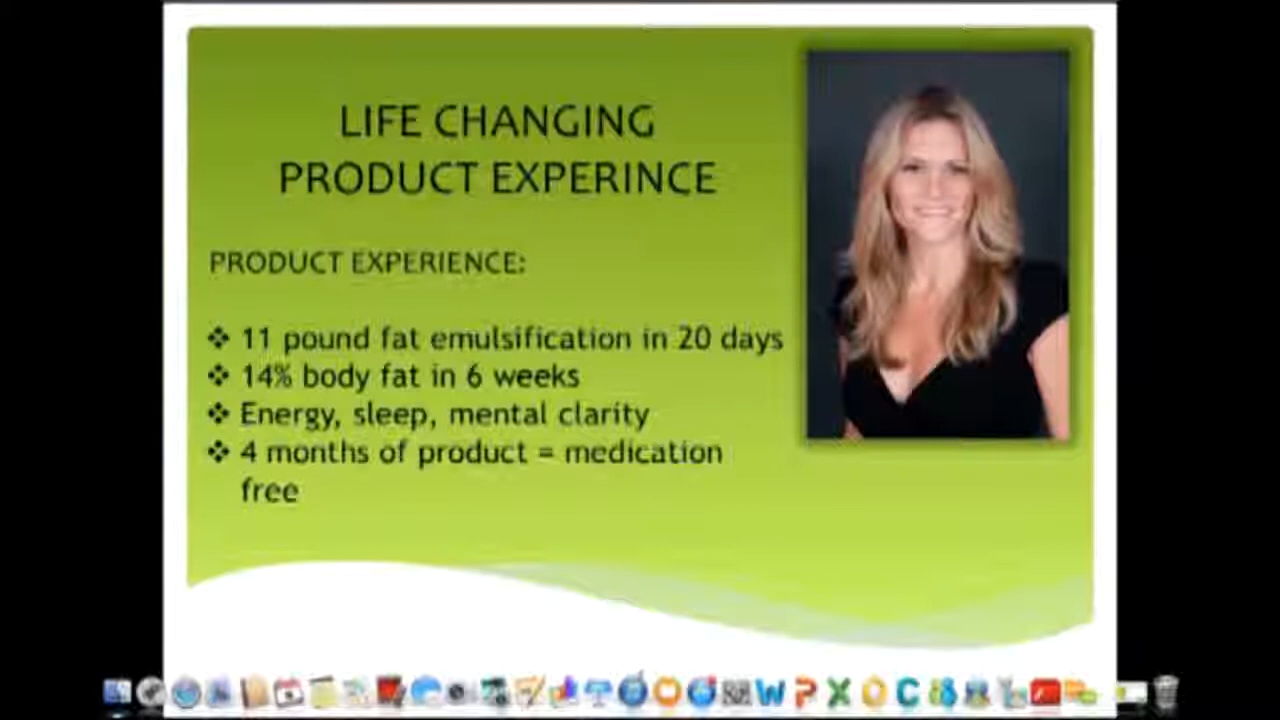 LIFE CHANGING
PRODUCT EXPERINCE
PRODUCT EXPERIENCE:
❖ 11 pound fat emulsification in 20 days
❖ 14% body fat in 6 weeks
❖ Energy, sleep, mental clarity
❖ 4 months of product = medication
free